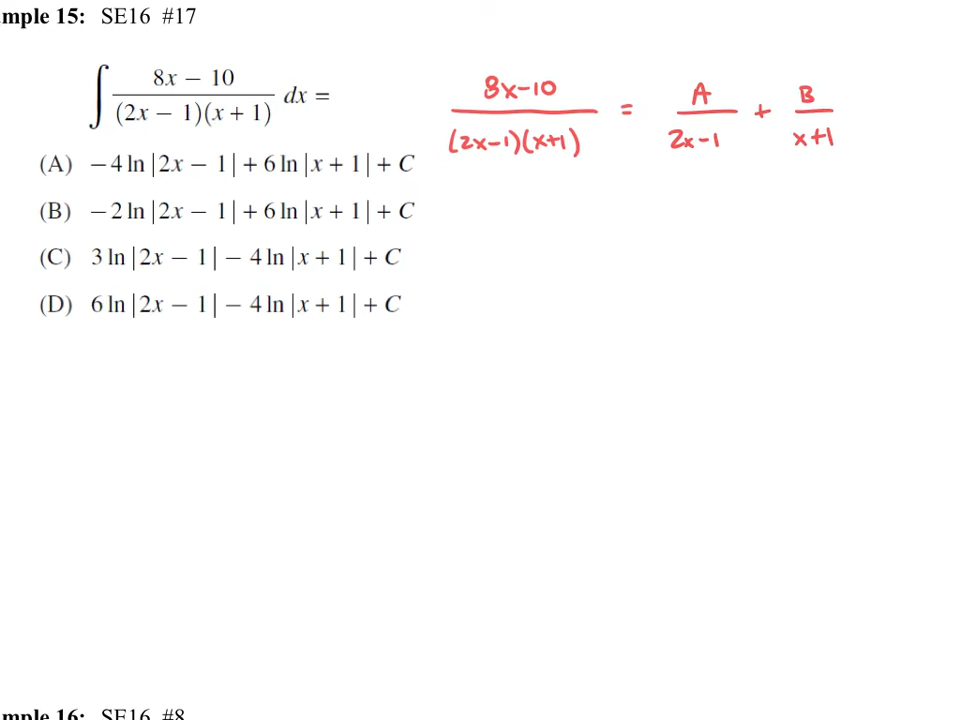 mple 15: SE16 #17
∫ (8x − 10)/((2x − 1)(x + 1)) dx =
(8x-10)/((2x-1)(x+1)) = A/(2x-1) + B/(x+1)
(A) −4 ln |2x − 1| + 6 ln |x + 1| + C
(B) −2 ln |2x − 1| + 6 ln |x + 1| + C
(C) 3 ln |2x − 1| − 4 ln |x + 1| + C
(D) 6 ln |2x − 1| − 4 ln |x + 1| + C
mple 16: SE16 #8